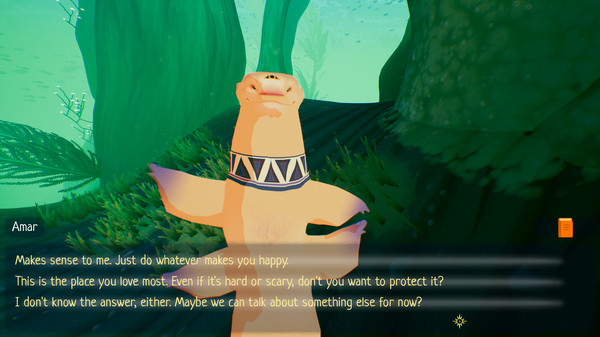 Amar
Makes sense to me. Just do whatever makes you happy.
This is the place you love most. Even if it's hard or scary, don't you want to protect it?
I don't know the answer, either. Maybe we can talk about something else for now?